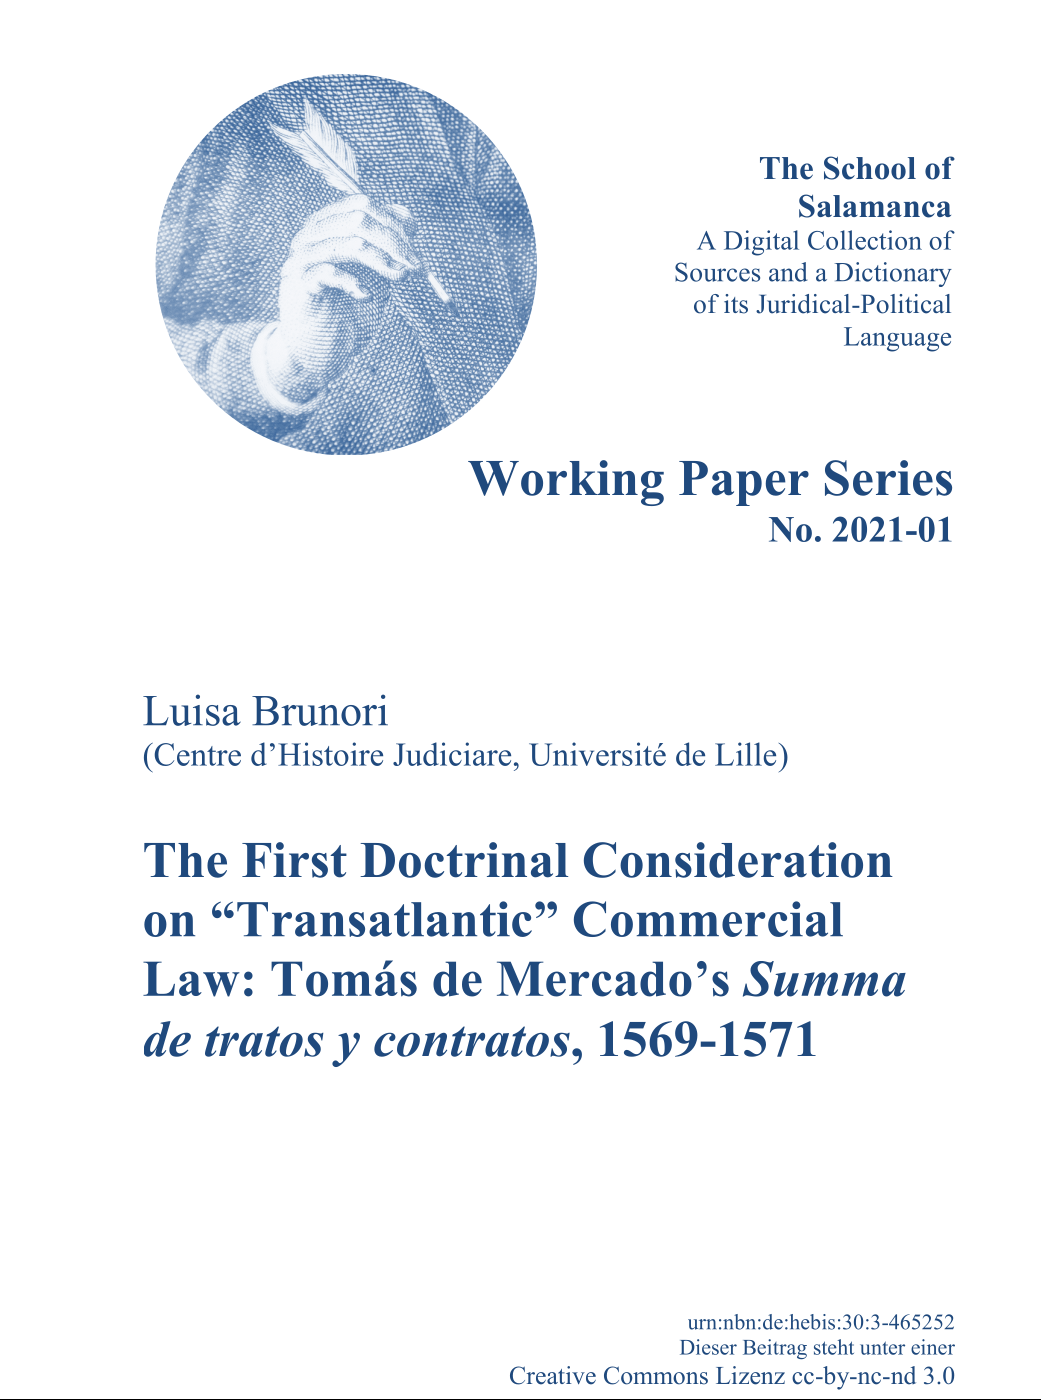 The School of
Salamanca
A Digital Collection of
Sources and a Dictionary
of its Juridical-Political
Language
Working Paper Series
No. 2021-01
Luisa Brunori
(Centre d’Histoire Judiciare, Université de Lille)
The First Doctrinal Consideration
on “Transatlantic” Commercial
Law: Tomás de Mercado’s Summa
de tratos y contratos, 1569-1571
urn:nbn:de:hebis:30:3-465252
Dieser Beitrag steht unter einer
Creative Commons Lizenz cc-by-nc-nd 3.0